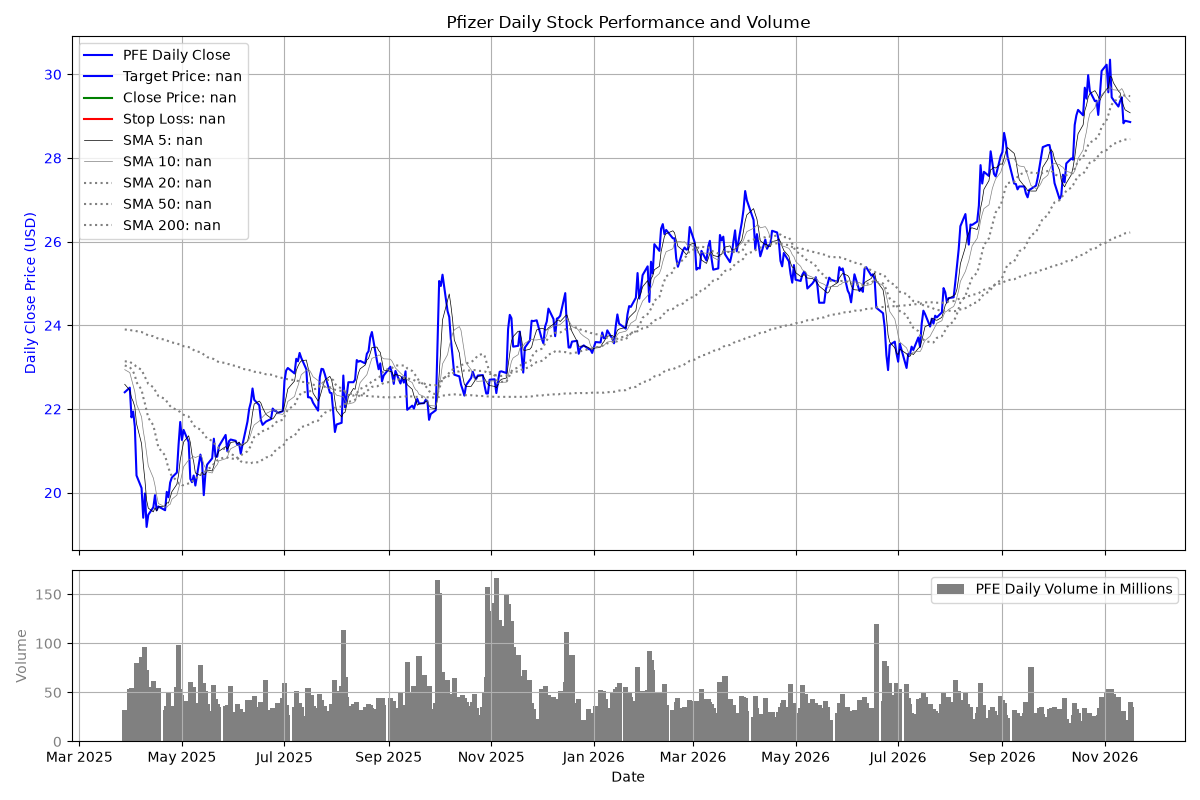 Pfizer Daily Stock Performance and Volume
PFE Daily Close
Target Price: nan
Close Price: nan
Stop Loss: nan
SMA 5: nan
SMA 10: nan
SMA 20: nan
SMA 50: nan
SMA 200: nan
Daily Close Price (USD)
30
28
26
24
22
20
PFE Daily Volume in Millions
Volume
150
100
50
0
Mar 2025
May 2025
Jul 2025
Sep 2025
Nov 2025
Jan 2026
Mar 2026
May 2026
Jul 2026
Sep 2026
Nov 2026
Date